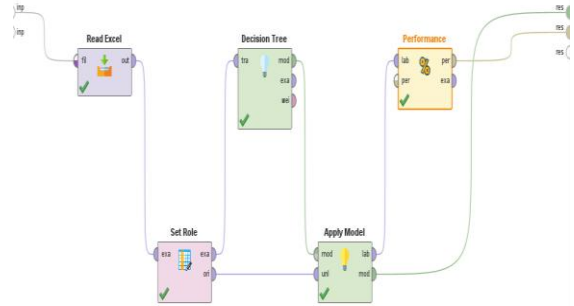 inp
inp
Read Excel
fil
out
Decision Tree
tra
mod
exa
wei
Performance
lab
per
per
exa
res
res
res
Set Role
exa
exa
ori
Apply Model
mod
lab
unl
mod